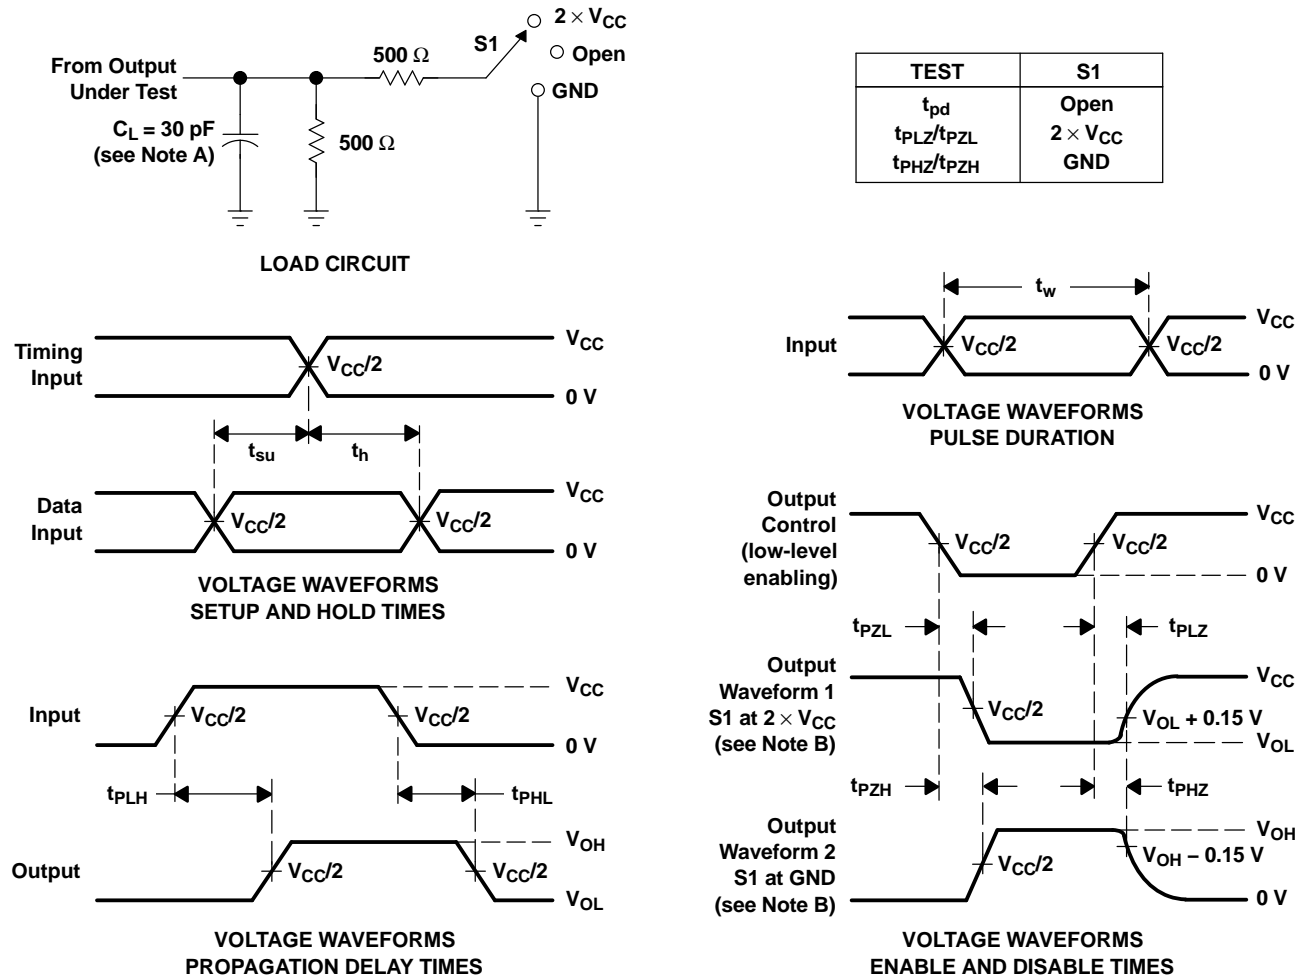 2 × VCC
S1
Open
500 Ω
From Output
Under Test
GND
CL = 30 pF
(see Note A)
500 Ω
LOAD CIRCUIT
TEST S1
tpd Open
tPLZ/tPZL 2 × VCC
tPHZ/tPZH GND
Timing
Input
VCC
VCC/2
0 V
tsu
th
Data
Input
VCC
VCC/2
VCC/2
0 V
VOLTAGE WAVEFORMS
SETUP AND HOLD TIMES
tw
Input
VCC
VCC/2
VCC/2
0 V
VOLTAGE WAVEFORMS
PULSE DURATION
Input
VCC
VCC/2
VCC/2
0 V
tPLH
tPHL
Output
VOH
VCC/2
VCC/2
VOL
VOLTAGE WAVEFORMS
PROPAGATION DELAY TIMES
Output
Control
(low-level
enabling)
VCC
VCC/2
VCC/2
0 V
tPZL
tPLZ
Output
Waveform 1
S1 at 2 × VCC
(see Note B)
VCC
VCC/2
VOL + 0.15 V
VOL
tPZH
tPHZ
Output
Waveform 2
S1 at GND
(see Note B)
VOH
VCC/2
VOH − 0.15 V
0 V
VOLTAGE WAVEFORMS
ENABLE AND DISABLE TIMES